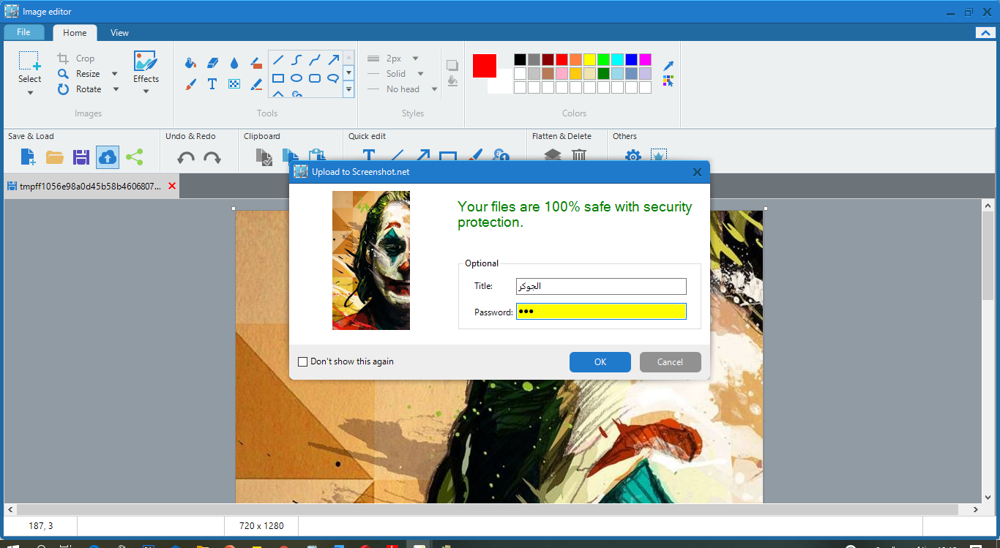 Image editor
File
Home
View
Select
Crop
Resize
Rotate
Effects
Images
T
Tools
2px
Solid
No head
Styles
Colors
Save & Load
Undo & Redo
Clipboard
Quick edit
Flatten & Delete
Others
tmpff1056e98a0d45b58b4606807...
Upload to Screenshot.net
Your files are 100% safe with security
protection.
Optional
Title:
الجوكر
Password:
●●●
Don't show this again
OK
Cancel
187, 3
720 x 1280